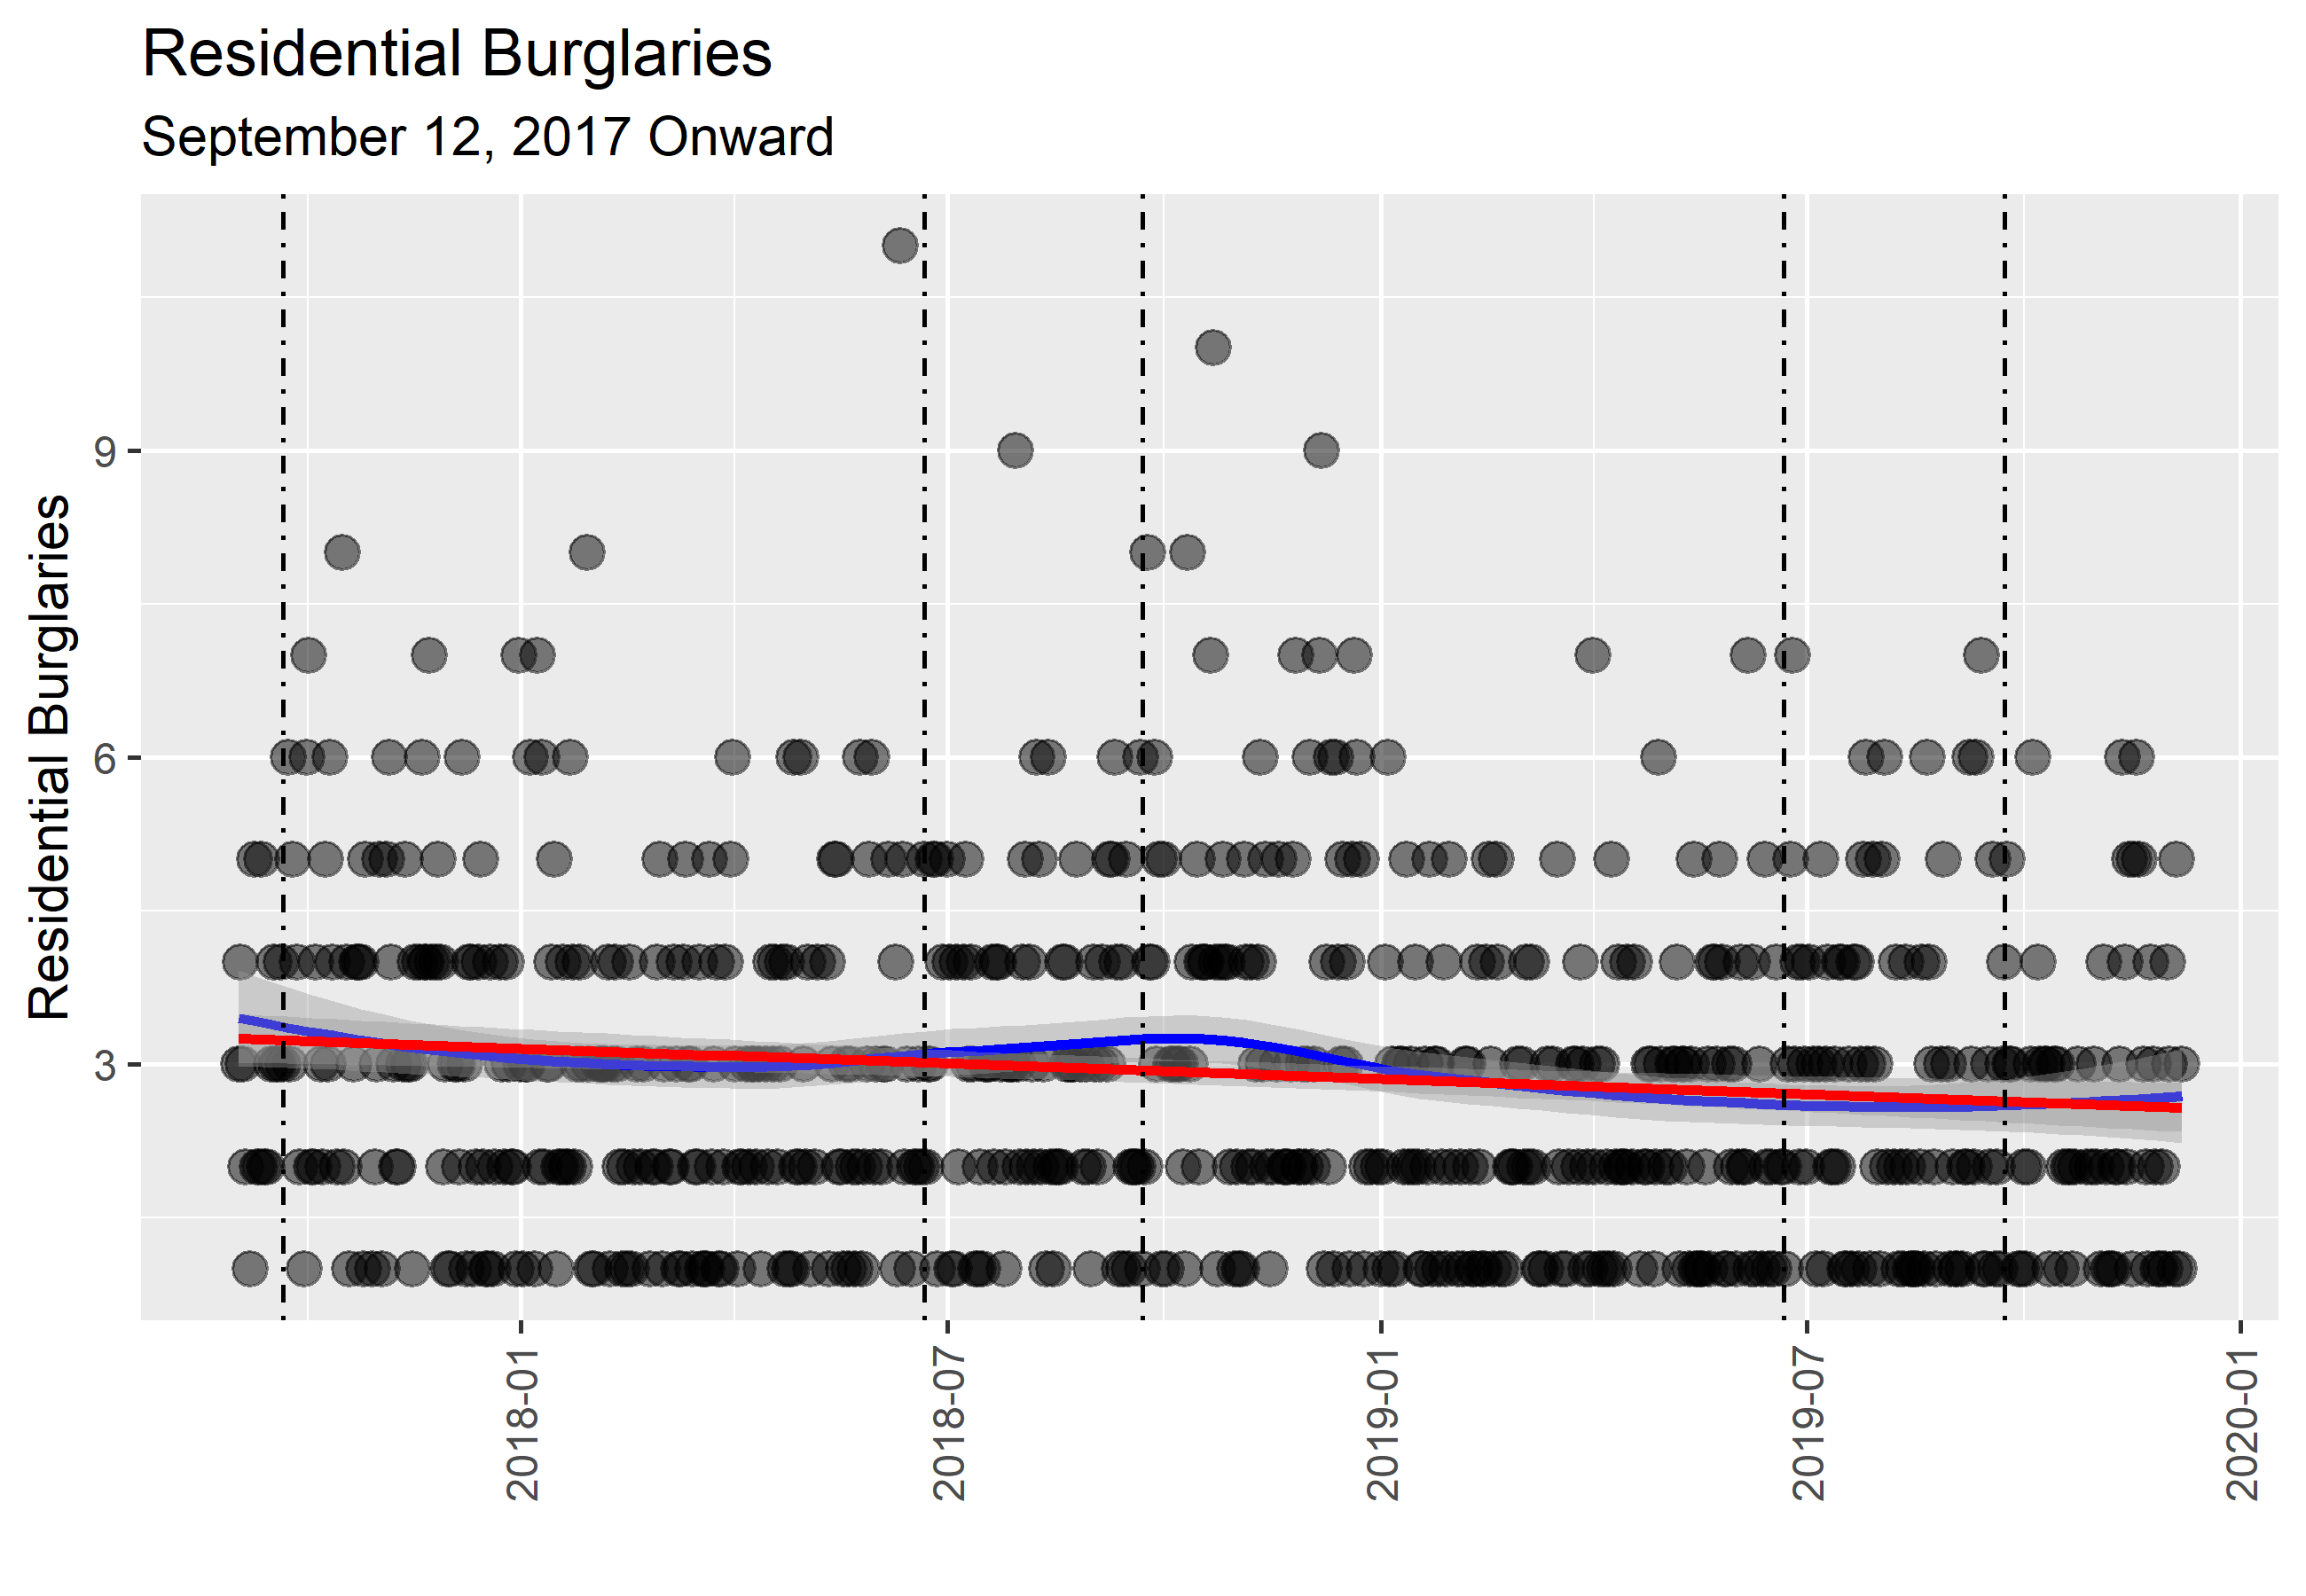 Residential Burglaries
September 12, 2017 Onward
Residential Burglaries
9
6
3
2018-01
2018-07
2019-01
2019-07
2020-01